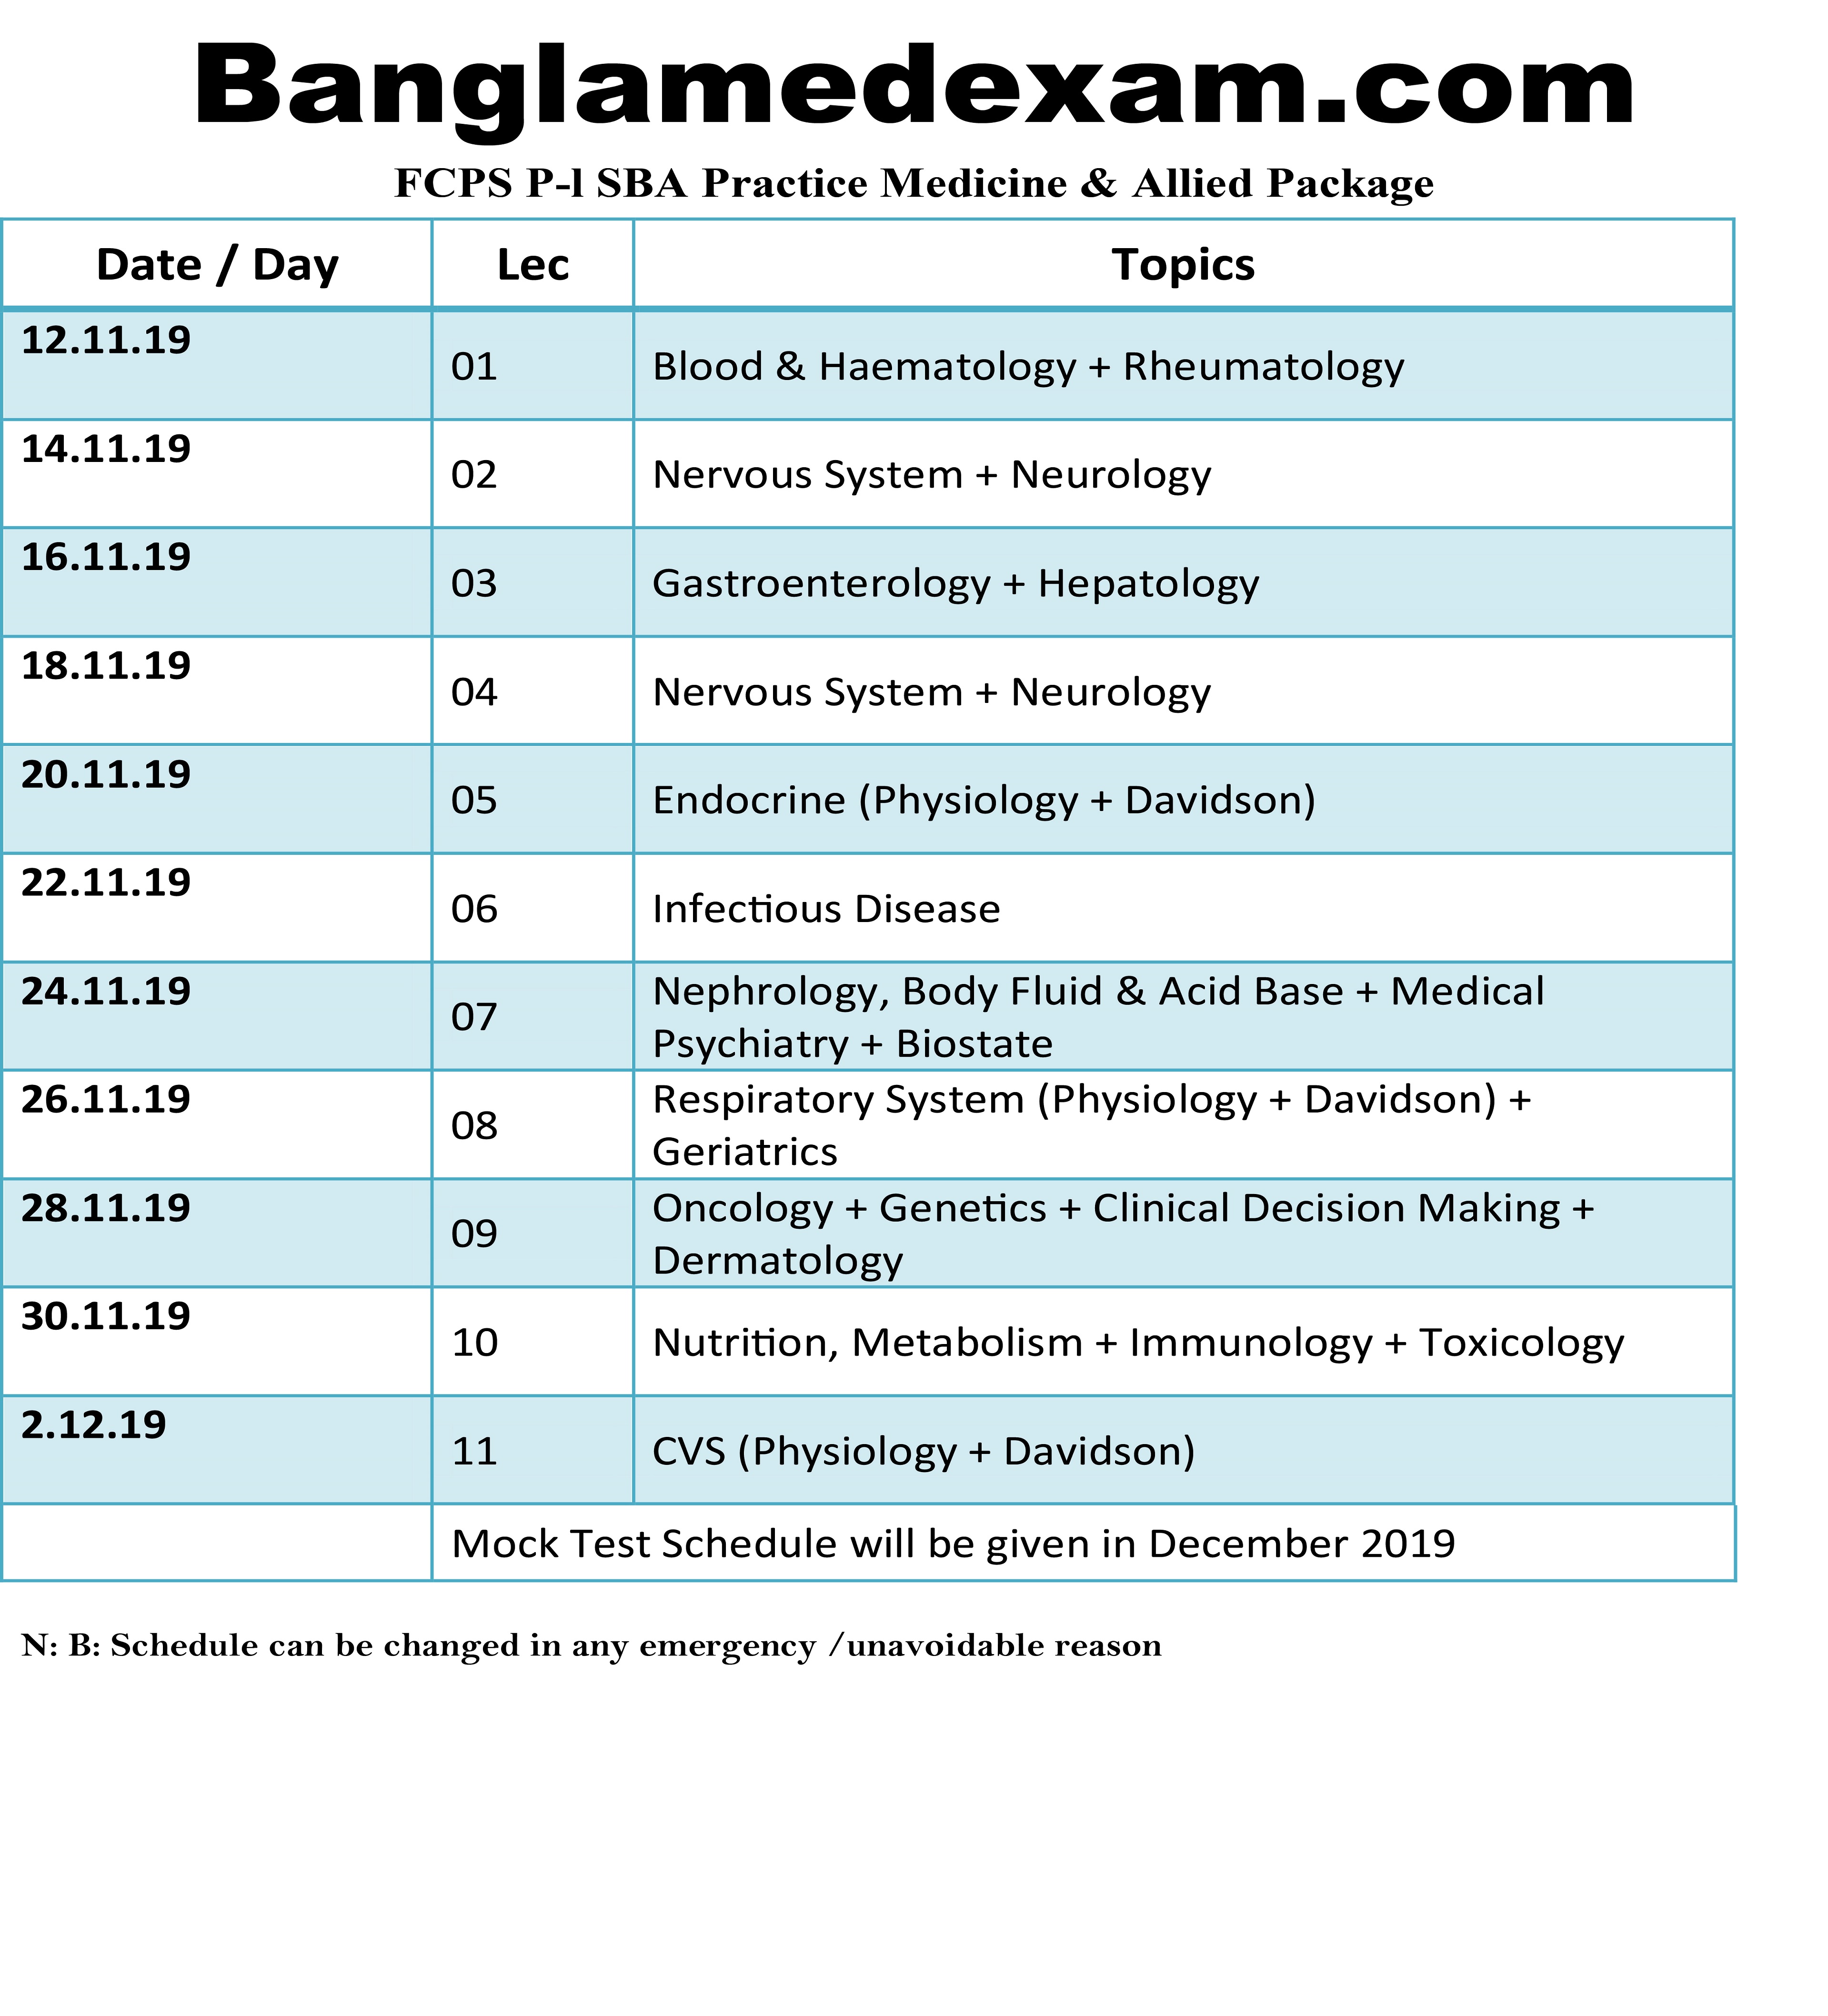 Banglamedexam.com
FCPS P-l SBA Practice Medicine & Allied Package
Date / Day Lec Topics
12.11.19 01 Blood & Haematology + Rheumatology
14.11.19 02 Nervous System + Neurology
16.11.19 03 Gastroenterology + Hepatology
18.11.19 04 Nervous System + Neurology
20.11.19 05 Endocrine (Physiology + Davidson)
22.11.19 06 Infectious Disease
24.11.19 07 Nephrology, Body Fluid & Acid Base + Medical
Psychiatry + Biostate
26.11.19 08 Respiratory System (Physiology + Davidson) +
Geriatrics
28.11.19 09 Oncology + Genetics + Clinical Decision Making +
Dermatology
30.11.19 10 Nutrition, Metabolism + Immunology + Toxicology
2.12.19 11 CVS (Physiology + Davidson)
Mock Test Schedule will be given in December 2019
N: B: Schedule can be changed in any emergency /unavoidable reason